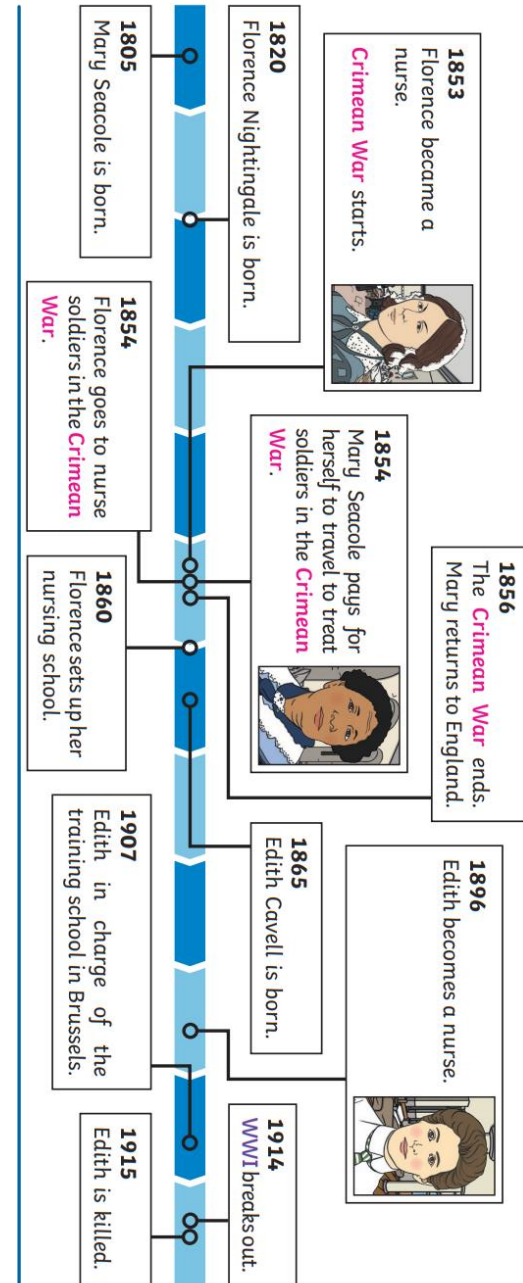 1853
Florence became a
nurse.
Crimean War starts.
1856
The Crimean War ends.
Mary returns to England.
1896
Edith becomes a nurse.
1820
Florence Nightingale is born.
1854
Mary Seacole pays for
herself to travel to treat
soldiers in the Crimean
War.
1865
Edith Cavell is born.
1914
WWI breaks out.
1805
Mary Seacole is born.
1854
Florence goes to nurse
soldiers in the Crimean
War.
1860
Florence sets up her
nursing school.
1907
Edith in charge of the
training school in Brussels.
1915
Edith is killed.